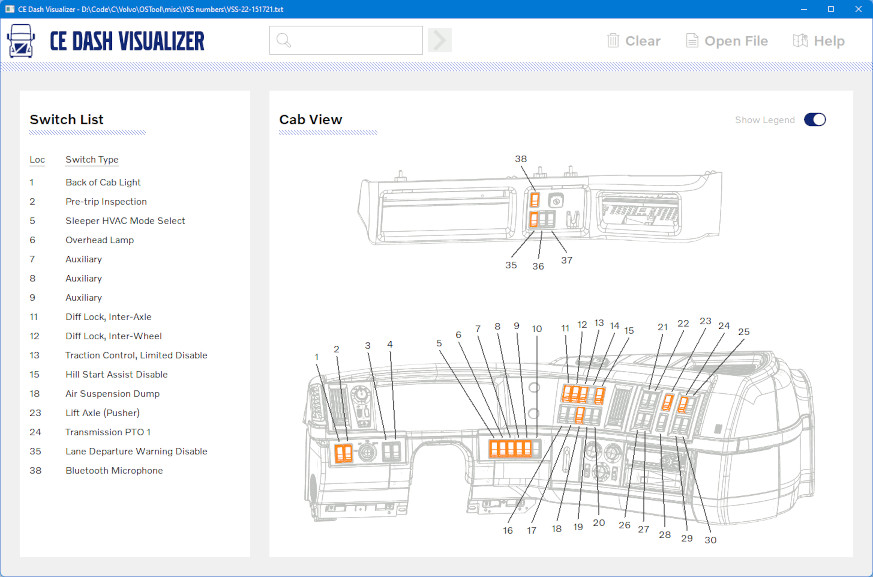 CE Dash Visualizer - D:\Code\C\Volvo\OSTool\misc\VSS numbers\VSS-22-151721.txt
CE DASH VISUALIZER
Clear
Open File
Help
Switch List
Loc Switch Type
1 Back of Cab Light
2 Pre-trip Inspection
5 Sleeper HVAC Mode Select
6 Overhead Lamp
7 Auxiliary
8 Auxiliary
9 Auxiliary
11 Diff Lock, Inter-Axle
12 Diff Lock, Inter-Wheel
13 Traction Control, Limited Disable
15 Hill Start Assist Disable
18 Air Suspension Dump
23 Lift Axle (Pusher)
24 Transmission PTO 1
35 Lane Departure Warning Disable
38 Bluetooth Microphone
Cab View
Show Legend
38
35 36 37
1 2 3 4 5 6 7 8 9 10 11 12 13 14 15 21 22 23 24 25
16 17 18 19 20 26 27 28 29 30